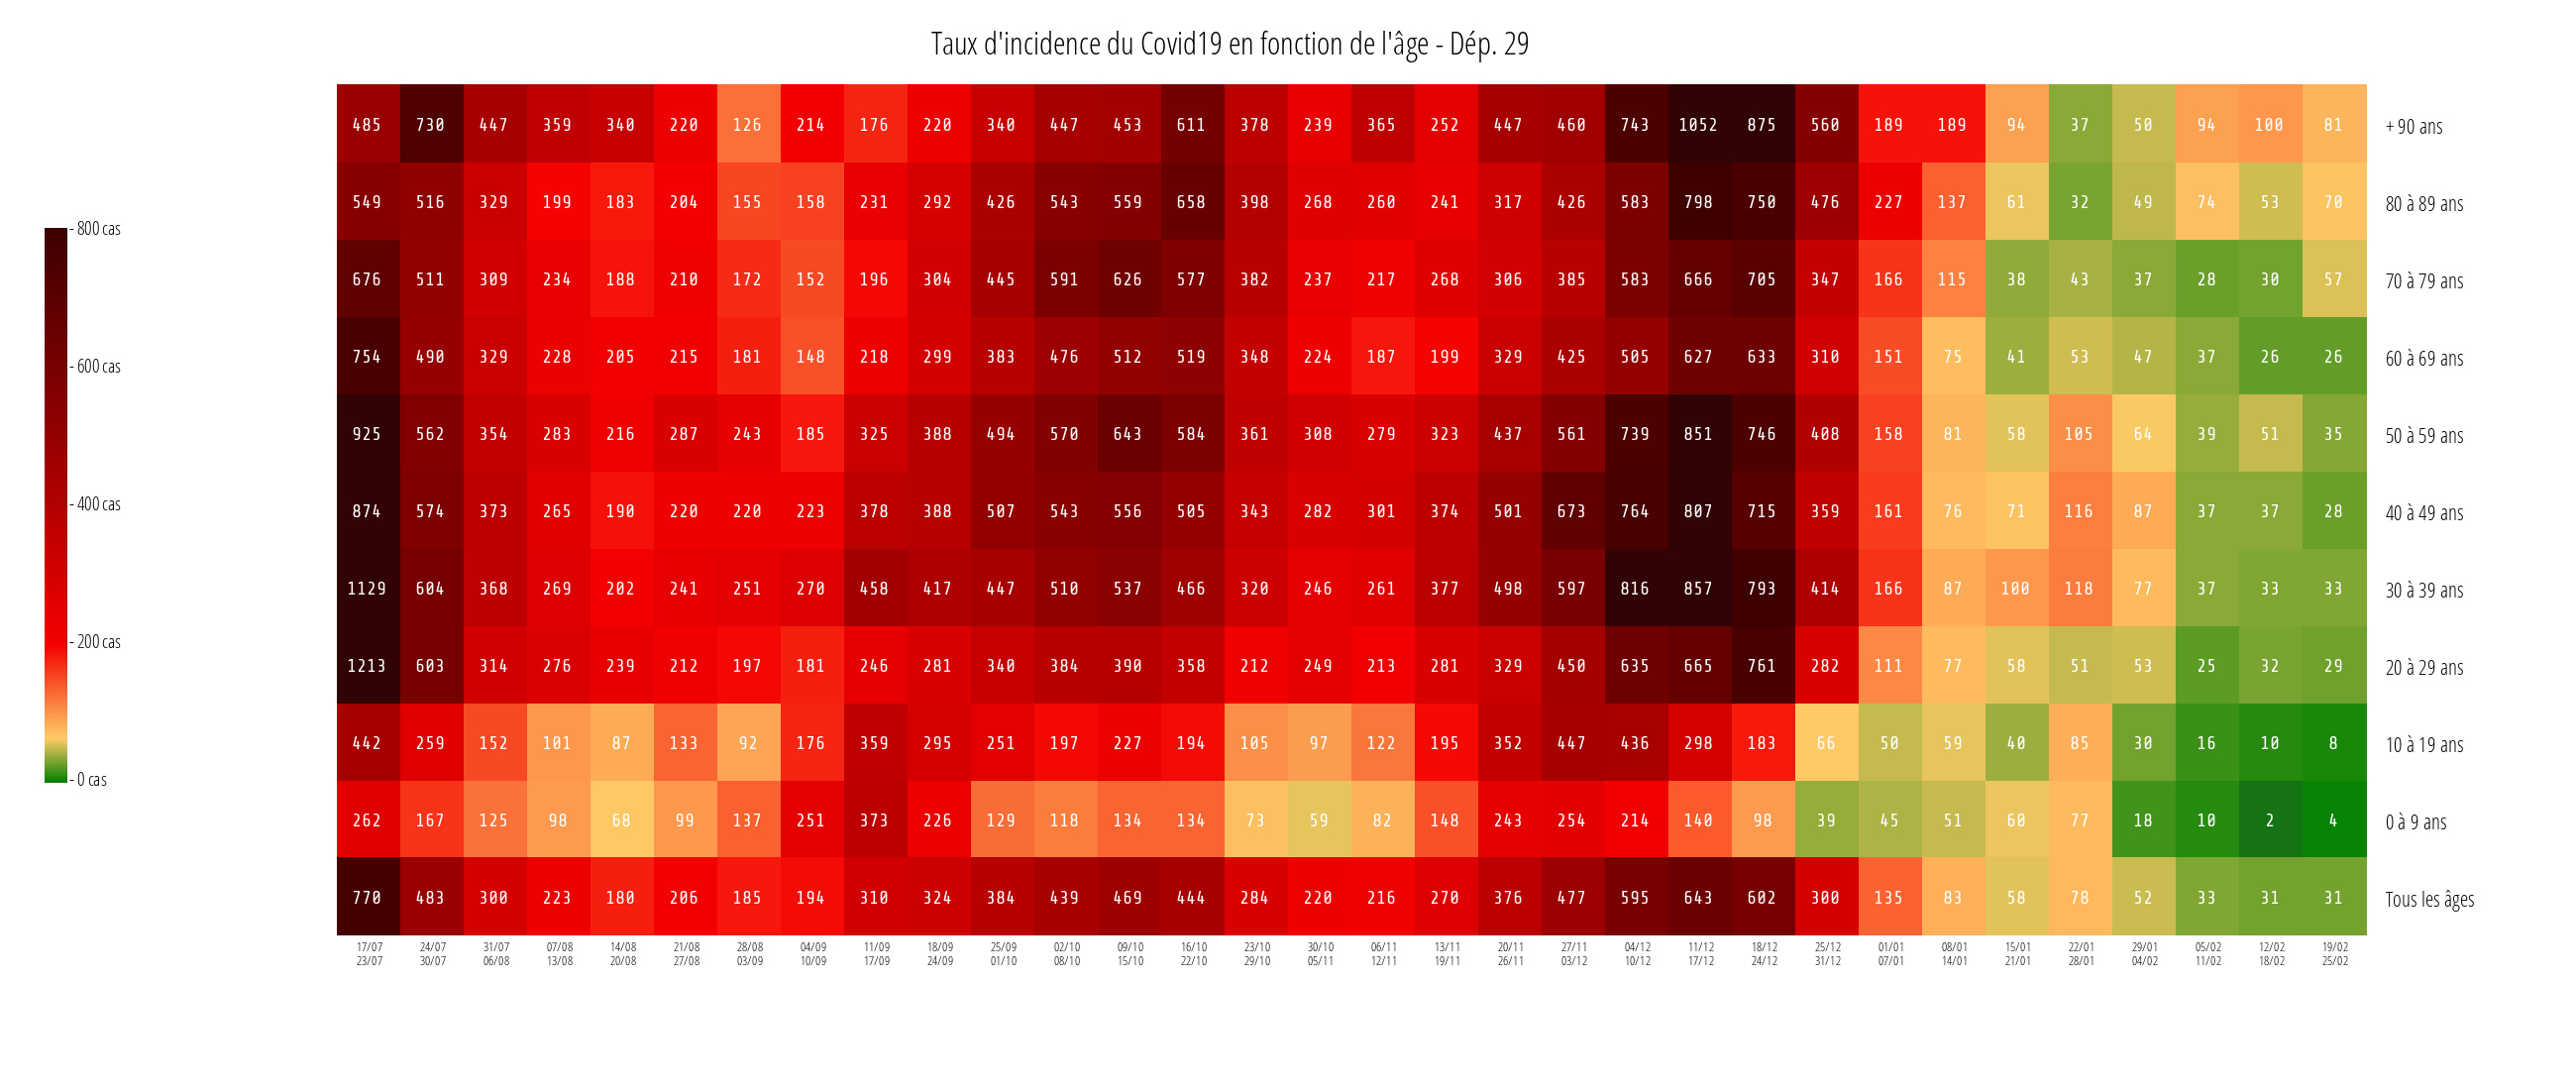 Taux d'incidence du Covid19 en fonction de l'âge - Dép. 29
485 730 447 359 340 220 126 214 176 220 340 447 453 611 378 239 365 252 447 460 743 1052 875 560 189 189 94 37 50 94 100 81 + 90 ans
549 516 329 199 183 204 155 158 231 292 426 543 559 658 398 268 260 241 317 426 583 798 750 476 227 137 61 32 49 74 53 70 80 à 89 ans
676 511 309 234 188 210 172 152 196 304 445 591 626 577 382 237 217 268 306 385 583 666 705 347 166 115 38 43 37 28 30 57 70 à 79 ans
754 490 329 228 205 215 181 148 218 299 383 476 512 519 348 224 187 199 329 425 505 627 633 310 151 75 41 53 47 37 26 26 60 à 69 ans
925 562 354 283 216 287 243 185 325 388 494 570 643 584 361 308 279 323 437 561 739 851 746 408 158 81 58 105 64 39 51 35 50 à 59 ans
874 574 373 265 190 220 220 223 378 388 507 543 556 505 343 282 301 374 501 673 764 807 715 359 161 76 71 116 87 37 37 28 40 à 49 ans
1129 604 368 269 202 241 251 270 458 417 447 510 537 466 320 246 261 377 498 597 816 857 793 414 166 87 100 118 77 37 33 33 30 à 39 ans
1213 603 314 276 239 212 197 181 246 281 340 384 390 358 212 249 213 281 329 450 635 665 761 282 111 77 58 51 53 25 32 29 20 à 29 ans
442 259 152 101 87 133 92 176 359 295 251 197 227 194 105 97 122 195 352 447 436 298 183 66 50 59 40 85 30 16 10 8 10 à 19 ans
262 167 125 98 68 99 137 251 373 226 129 118 134 134 73 59 82 148 243 254 214 140 98 39 45 51 60 77 18 10 2 4 0 à 9 ans
770 483 300 223 180 206 185 194 310 324 384 439 469 444 284 220 216 270 376 477 595 643 602 300 135 83 58 78 52 33 31 31 Tous les âges
17/07 24/07 31/07 07/08 14/08 21/08 28/08 04/09 11/09 18/09 25/09 02/10 09/10 16/10 23/10 30/10 06/11 13/11 20/11 27/11 04/12 11/12 18/12 25/12 01/01 08/01 15/01 22/01 29/01 05/02 12/02 19/02
23/07 30/07 06/08 13/08 20/08 27/08 03/09 10/09 17/09 24/09 01/10 08/10 15/10 22/10 29/10 05/11 12/11 19/11 26/11 03/12 10/12 17/12 24/12 31/12 07/01 14/01 21/01 28/01 04/02 11/02 18/02 25/02
- 800 cas
- 600 cas
- 400 cas
- 200 cas
- 0 cas